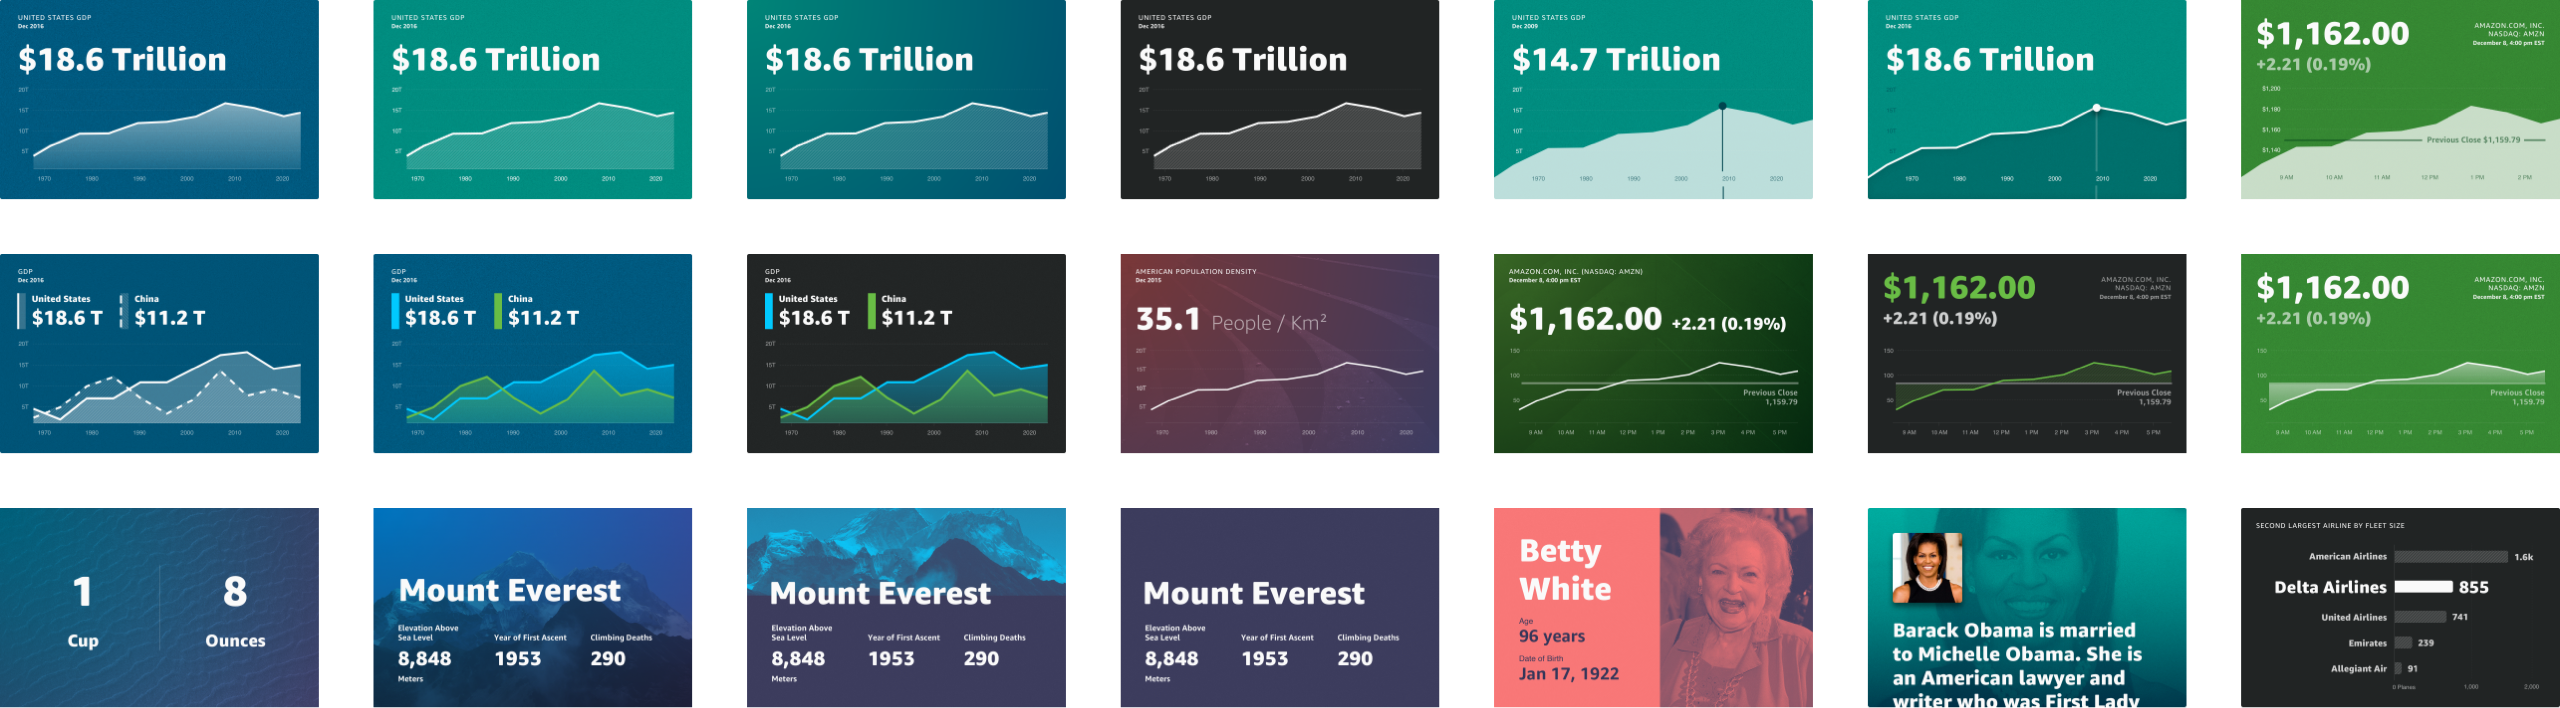 UNITED STATES GDP
Dec 2016
$18.6 Trillion
20T
15T
10T
5T
1970
1980
1990
2000
2010
2020
UNITED STATES GDP
Dec 2016
$18.6 Trillion
20T
15T
10T
5T
1970
1980
1990
2000
2010
2020
UNITED STATES GDP
Dec 2016
$18.6 Trillion
20T
15T
10T
5T
1970
1980
1990
2000
2010
2020
UNITED STATES GDP
Dec 2016
$18.6 Trillion
20T
15T
10T
5T
1970
1980
1990
2000
2010
2020
UNITED STATES GDP
Dec 2009
$14.7 Trillion
20T
15T
10T
5T
1970
1980
1990
2000
2010
2020
UNITED STATES GDP
Dec 2016
$18.6 Trillion
20T
15T
10T
5T
1970
1980
1990
2000
2010
2020
$1,162.00
+2.21 (0.19%)
AMAZON.COM, INC.
NASDAQ: AMZN
December 8, 4:00 pm EST
$1,200
$1,180
$1,160
$1,140
Previous Close $1,159.79
9 AM
10 AM
11 AM
12 PM
1 PM
2 PM
GDP
Dec 2016
United States
$18.6 T
China
$11.2 T
20T
15T
10T
5T
1970
1980
1990
2000
2010
2020
GDP
Dec 2016
United States
$18.6 T
China
$11.2 T
20T
15T
10T
5T
1970
1980
1990
2000
2010
2020
GDP
Dec 2016
United States
$18.6 T
China
$11.2 T
20T
15T
10T
5T
1970
1980
1990
2000
2010
2020
AMERICAN POPULATION DENSITY
Dec 2015
35.1 People / Km²
20T
15T
10T
5T
1970
1980
1990
2000
2010
2020
AMAZON.COM, INC. (NASDAQ: AMZN)
December 8, 4:00 pm EST
$1,162.00 +2.21 (0.19%)
150
100
50
Previous Close
1,159.79
9 AM
10 AM
11 AM
12 PM
1 PM
2 PM
3 PM
4 PM
5 PM
$1,162.00
+2.21 (0.19%)
AMAZON.COM, INC.
NASDAQ: AMZN
December 8, 4:00 pm EST
150
100
50
Previous Close
1,159.79
9 AM
10 AM
11 AM
12 PM
1 PM
2 PM
3 PM
4 PM
5 PM
$1,162.00
+2.21 (0.19%)
AMAZON.COM, INC.
NASDAQ: AMZN
December 8, 4:00 pm EST
150
100
50
Previous Close
1,159.79
9 AM
10 AM
11 AM
12 PM
1 PM
2 PM
3 PM
4 PM
5 PM
1
Cup
8
Ounces
Mount Everest
Elevation Above
Sea Level
8,848
Meters
Year of First Ascent
1953
Climbing Deaths
290
Mount Everest
Elevation Above
Sea Level
8,848
Meters
Year of First Ascent
1953
Climbing Deaths
290
Mount Everest
Elevation Above
Sea Level
8,848
Meters
Year of First Ascent
1953
Climbing Deaths
290
Betty
White
Age
96 years
Date of Birth
Jan 17, 1922
Barack Obama is married
to Michelle Obama. She is
an American lawyer and
writer who was First Lady
SECOND LARGEST AIRLINE BY FLEET SIZE
American Airlines 1.6k
Delta Airlines 855
United Airlines 741
Emirates 239
Allegiant Air 91
0 Planes
1,000
2,000